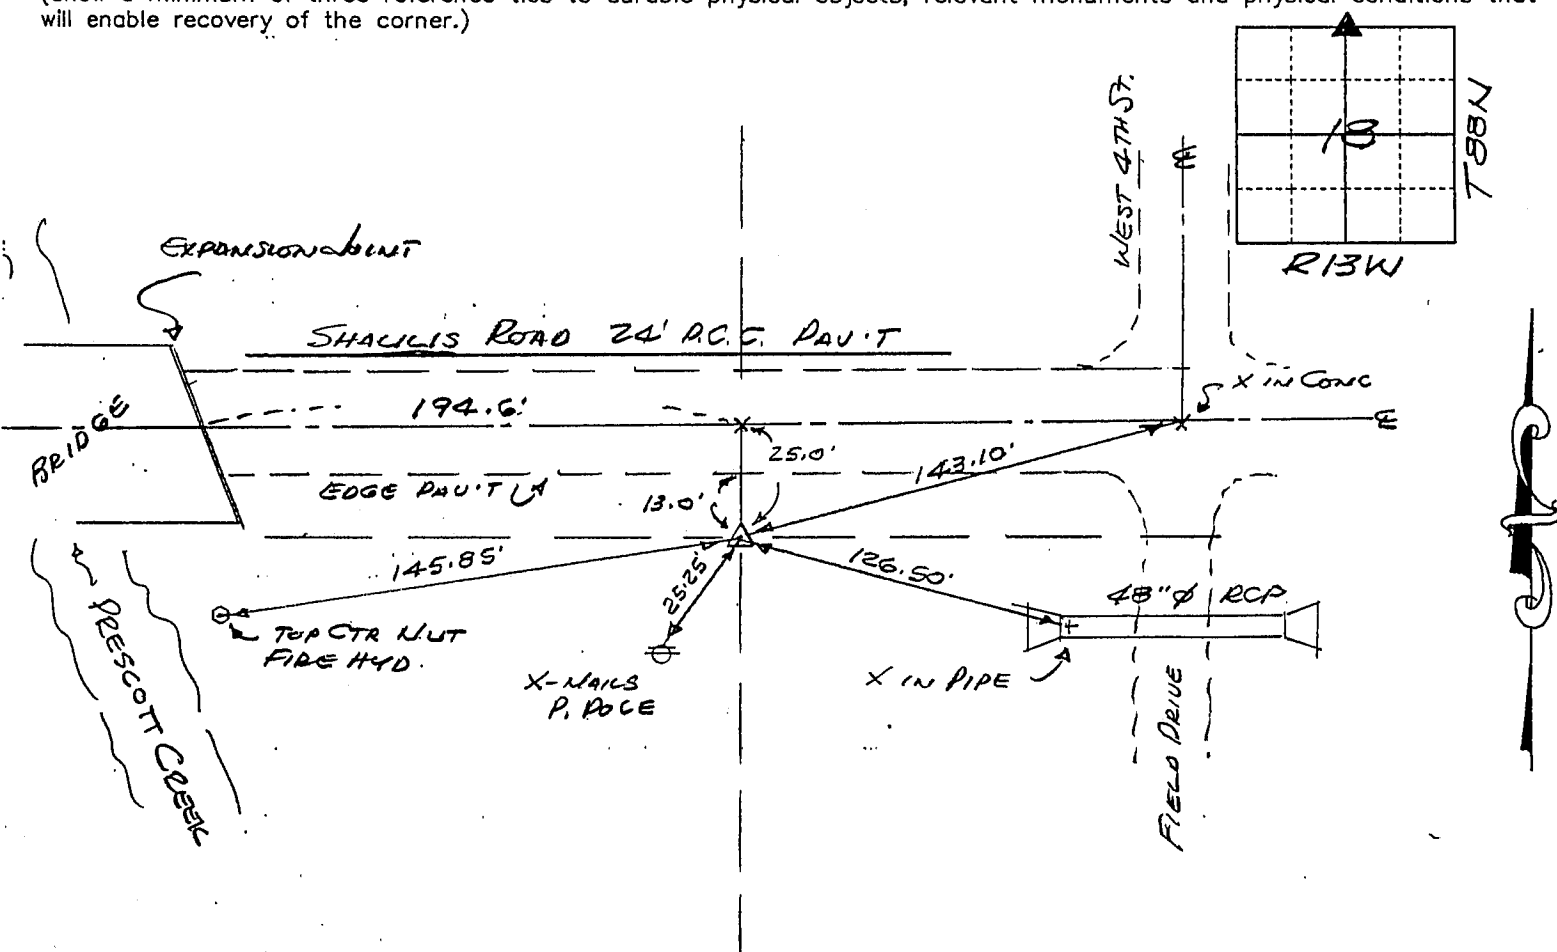 will enable recovery of the corner.)
WEST 4TH ST.
18
T88N
R13W
EXPANSION JOINT
SHAULIS ROAD 24' P.C.C. PAV'T
X IN CONC
194.6'
BRIDGE
25.0'
143.10'
EDGE PAV'T
13.0'
145.85'
126.50'
25.25'
48"Ø RCP
TOP CTR NUT
FIRE HYD.
X-NAILS
P. POLE
X IN PIPE
PRESCOTT CREEK
FIELD DRIVE